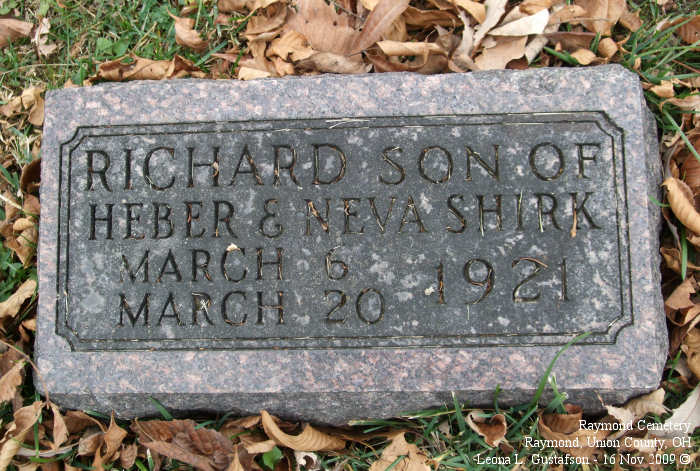 RICHARD SON OF
HEBER & NEVA SHIRK
MARCH 6
MARCH 20 1921
Raymond Cemetery
Raymond, Union County, OH
Leona L. Gustafson - 16 Nov 2009 ©